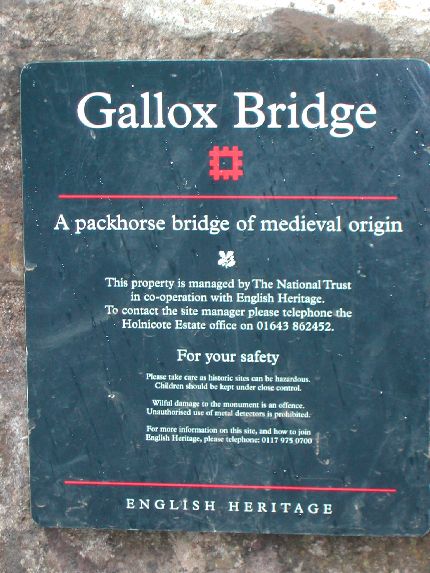 Gallox Bridge
A packhorse bridge of medieval origin
This property is managed by The National Trust
in co-operation with English Heritage.
To contact the site manager please telephone the
Holnicote Estate office on 01643 862452.
For your safety
Please take care as historic sites can be hazardous.
Children should be kept under close control.
Wilful damage to the monument is an offence.
Unauthorised use of metal detectors is prohibited.
For more information on this site, and how to join
English Heritage, please telephone: 0117 975 0700
ENGLISH HERITAGE